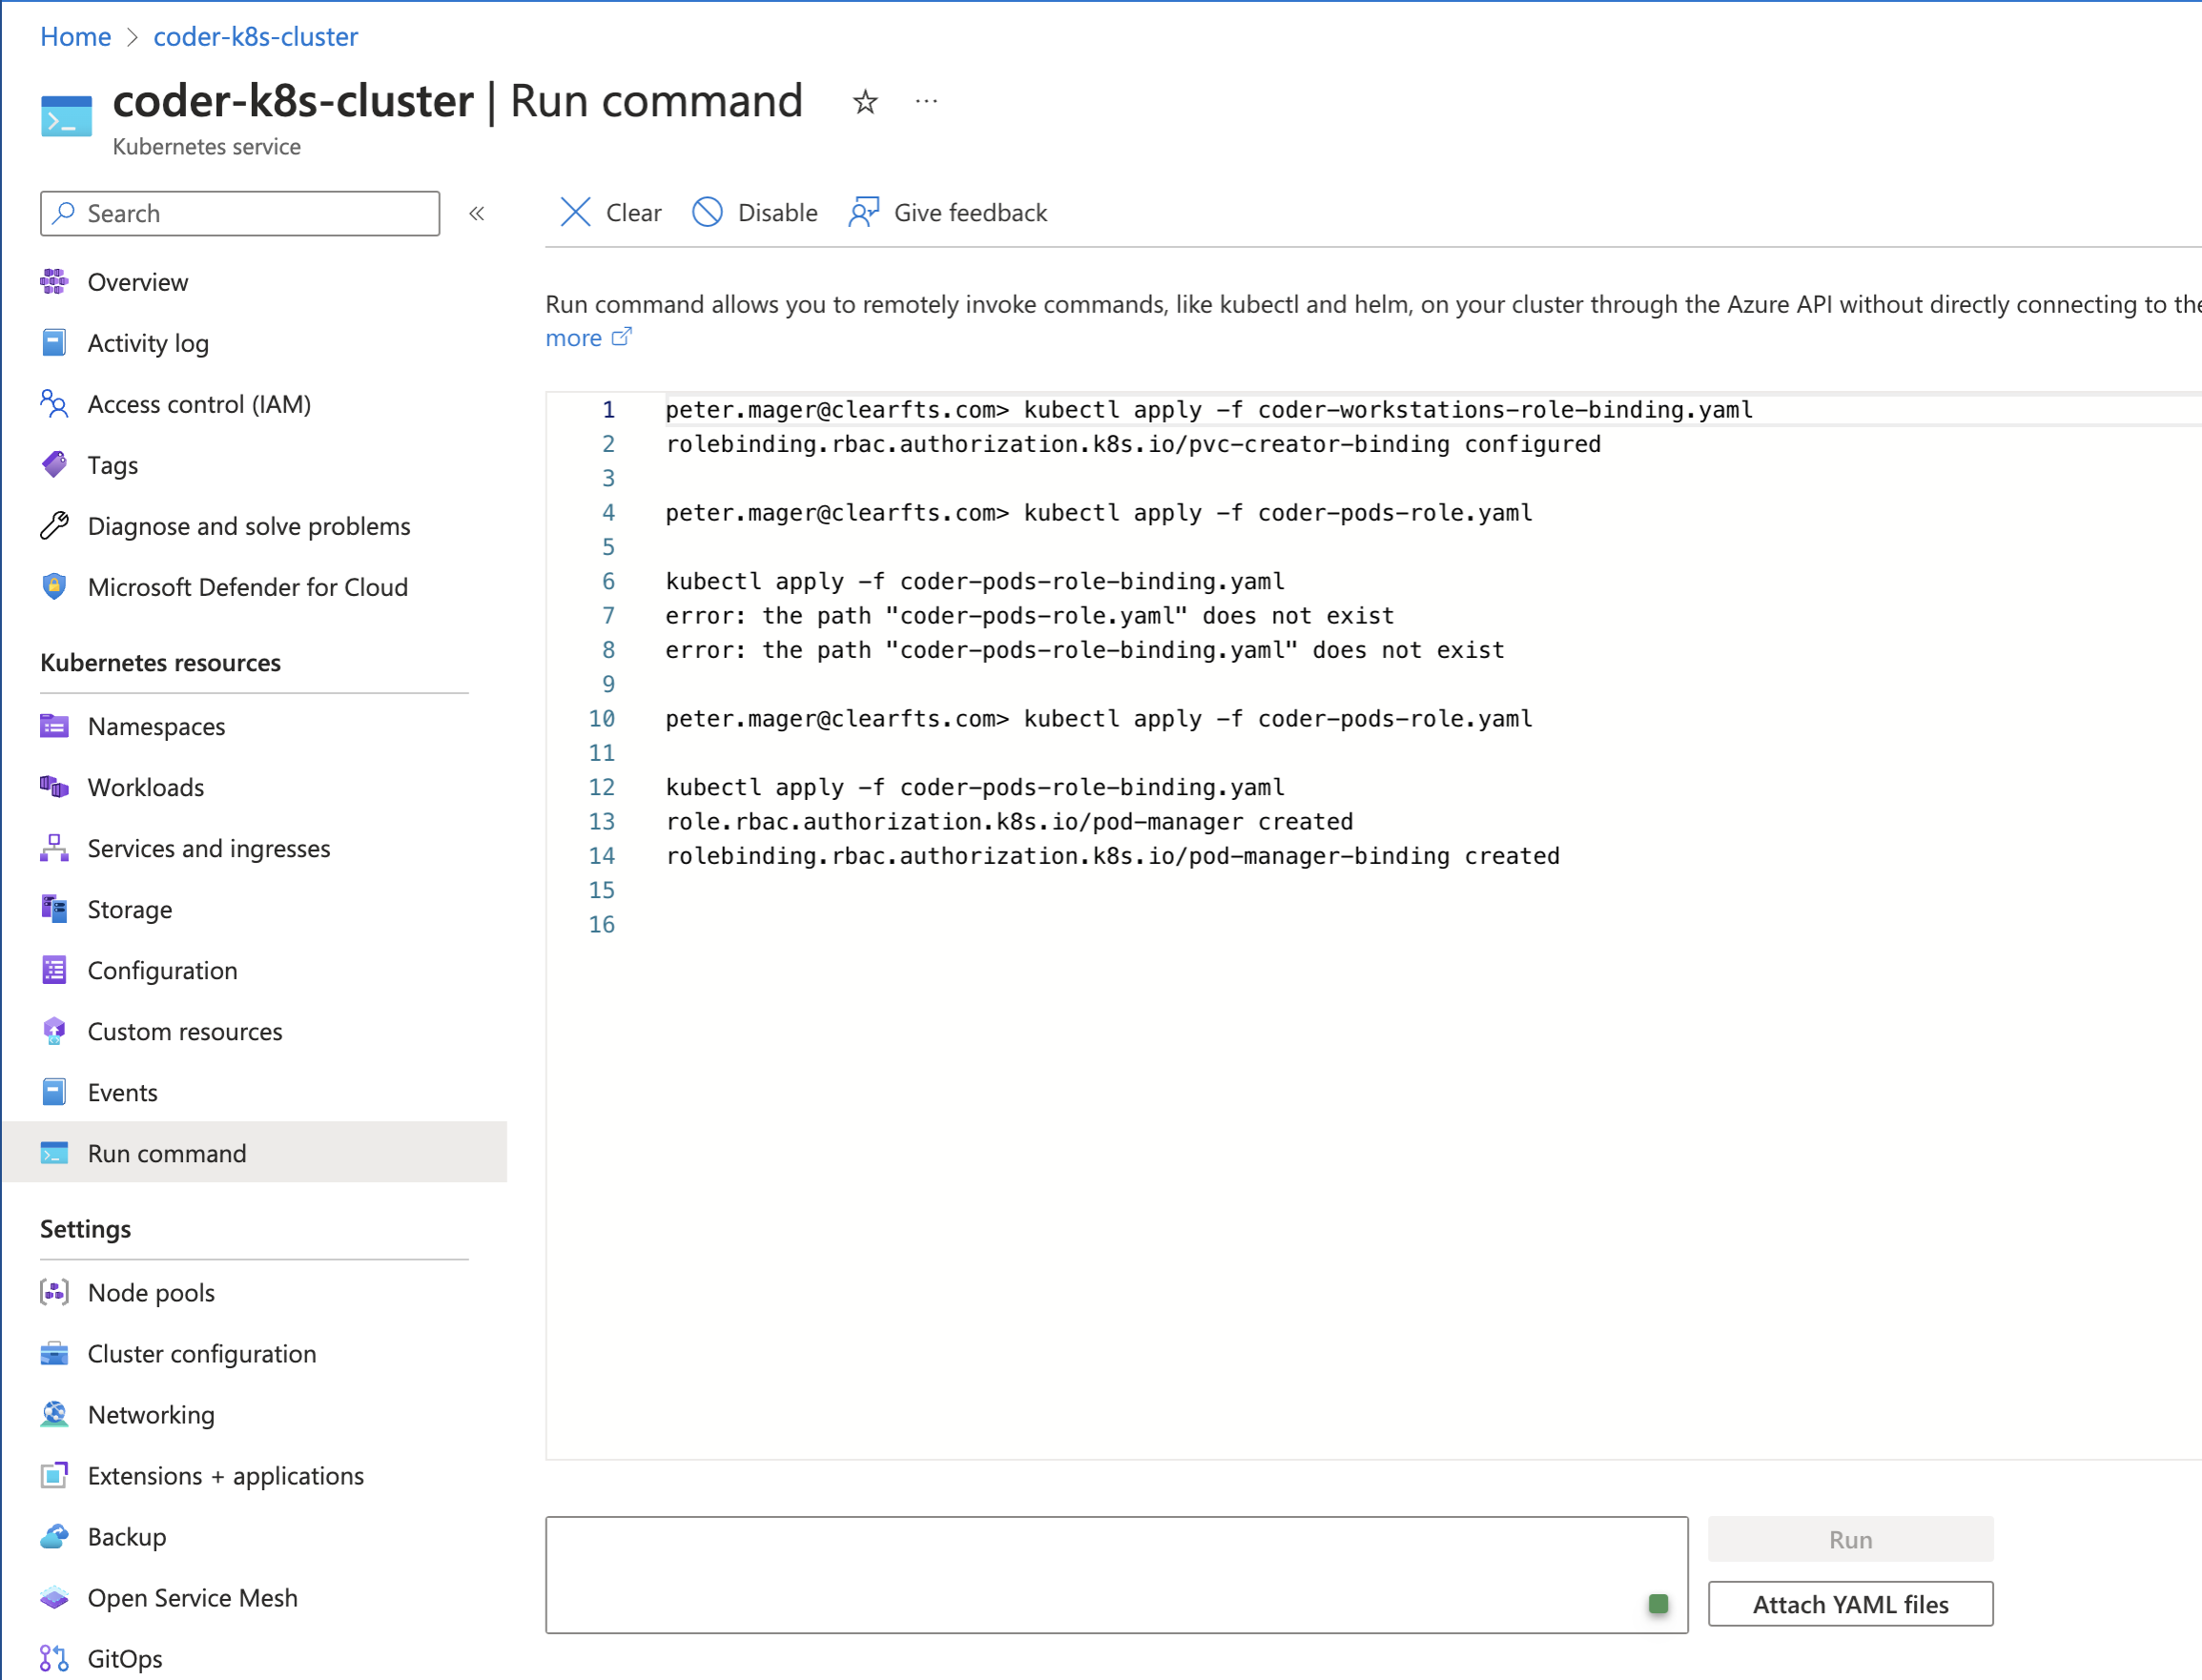 Home > coder-k8s-cluster
coder-k8s-cluster | Run command
Kubernetes service
Search
Clear
Disable
Give feedback
Overview
Activity log
Access control (IAM)
Tags
Diagnose and solve problems
Microsoft Defender for Cloud
Kubernetes resources
Namespaces
Workloads
Services and ingresses
Storage
Configuration
Custom resources
Events
Run command
Settings
Node pools
Cluster configuration
Networking
Extensions + applications
Backup
Open Service Mesh
GitOps
Run command allows you to remotely invoke commands, like kubectl and helm, on your cluster through the Azure API without directly connecting to the
more
1 peter.mager@clearfts.com> kubectl apply -f coder-workstations-role-binding.yaml
2 rolebinding.rbac.authorization.k8s.io/pvc-creator-binding configured
3
4 peter.mager@clearfts.com> kubectl apply -f coder-pods-role.yaml
5
6 kubectl apply -f coder-pods-role-binding.yaml
7 error: the path "coder-pods-role.yaml" does not exist
8 error: the path "coder-pods-role-binding.yaml" does not exist
9
10 peter.mager@clearfts.com> kubectl apply -f coder-pods-role.yaml
11
12 kubectl apply -f coder-pods-role-binding.yaml
13 role.rbac.authorization.k8s.io/pod-manager created
14 rolebinding.rbac.authorization.k8s.io/pod-manager-binding created
15
16
Run
Attach YAML files